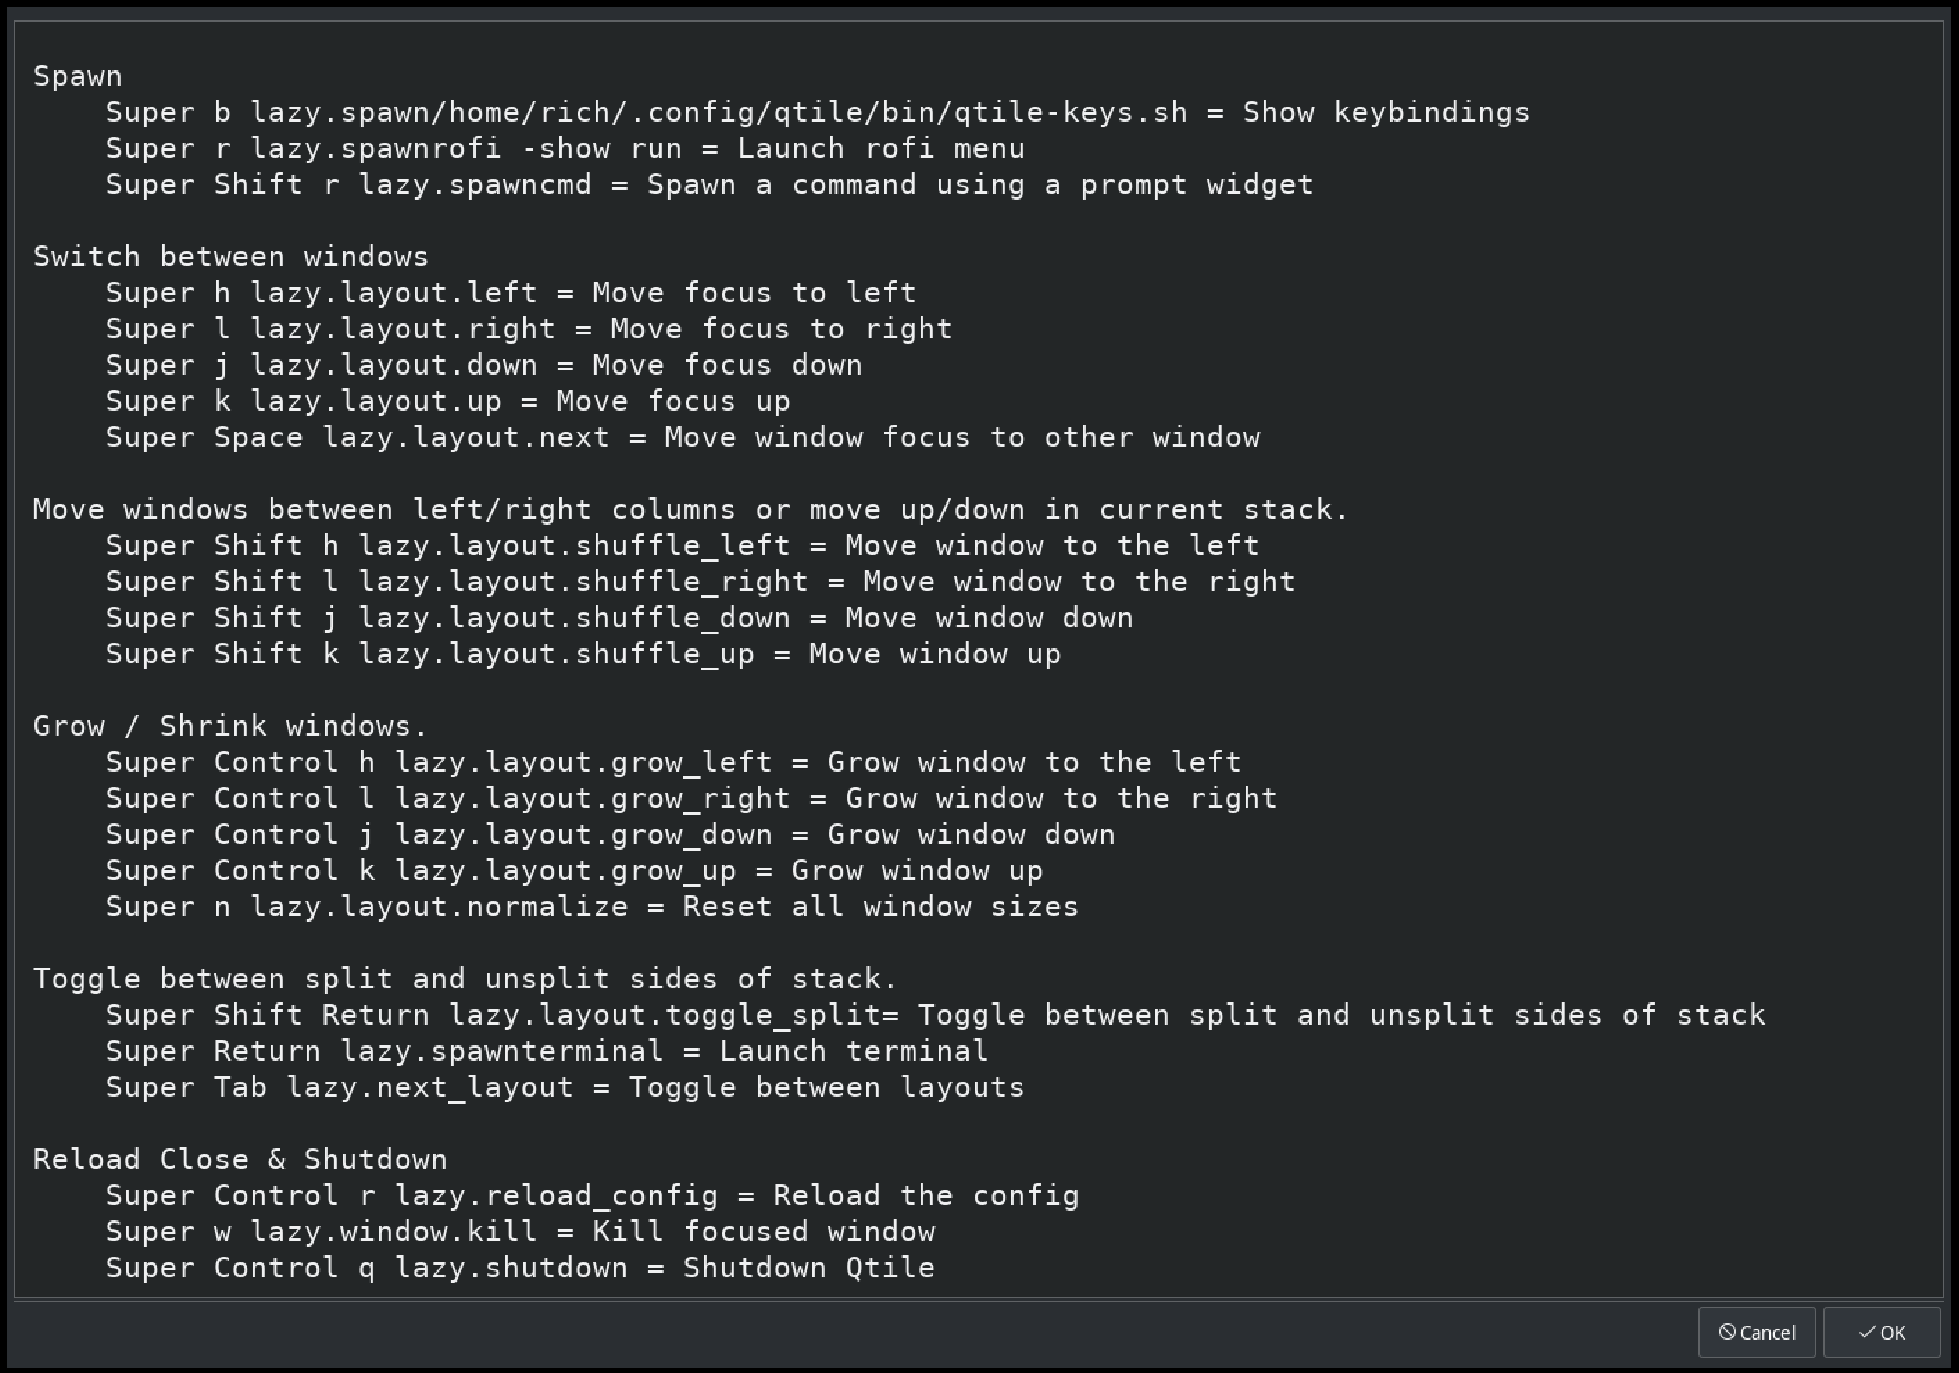 Spawn
Super b lazy.spawn/home/rich/.config/qtile/bin/qtile-keys.sh = Show keybindings
Super r lazy.spawnrofi -show run = Launch rofi menu
Super Shift r lazy.spawncmd = Spawn a command using a prompt widget
Switch between windows
Super h lazy.layout.left = Move focus to left
Super l lazy.layout.right = Move focus to right
Super j lazy.layout.down = Move focus down
Super k lazy.layout.up = Move focus up
Super Space lazy.layout.next = Move window focus to other window
Move windows between left/right columns or move up/down in current stack.
Super Shift h lazy.layout.shuffle_left = Move window to the left
Super Shift l lazy.layout.shuffle_right = Move window to the right
Super Shift j lazy.layout.shuffle_down = Move window down
Super Shift k lazy.layout.shuffle_up = Move window up
Grow / Shrink windows.
Super Control h lazy.layout.grow_left = Grow window to the left
Super Control l lazy.layout.grow_right = Grow window to the right
Super Control j lazy.layout.grow_down = Grow window down
Super Control k lazy.layout.grow_up = Grow window up
Super n lazy.layout.normalize = Reset all window sizes
Toggle between split and unsplit sides of stack.
Super Shift Return lazy.layout.toggle_split= Toggle between split and unsplit sides of stack
Super Return lazy.spawnterminal = Launch terminal
Super Tab lazy.next_layout = Toggle between layouts
Reload Close & Shutdown
Super Control r lazy.reload_config = Reload the config
Super w lazy.window.kill = Kill focused window
Super Control q lazy.shutdown = Shutdown Qtile
Cancel OK